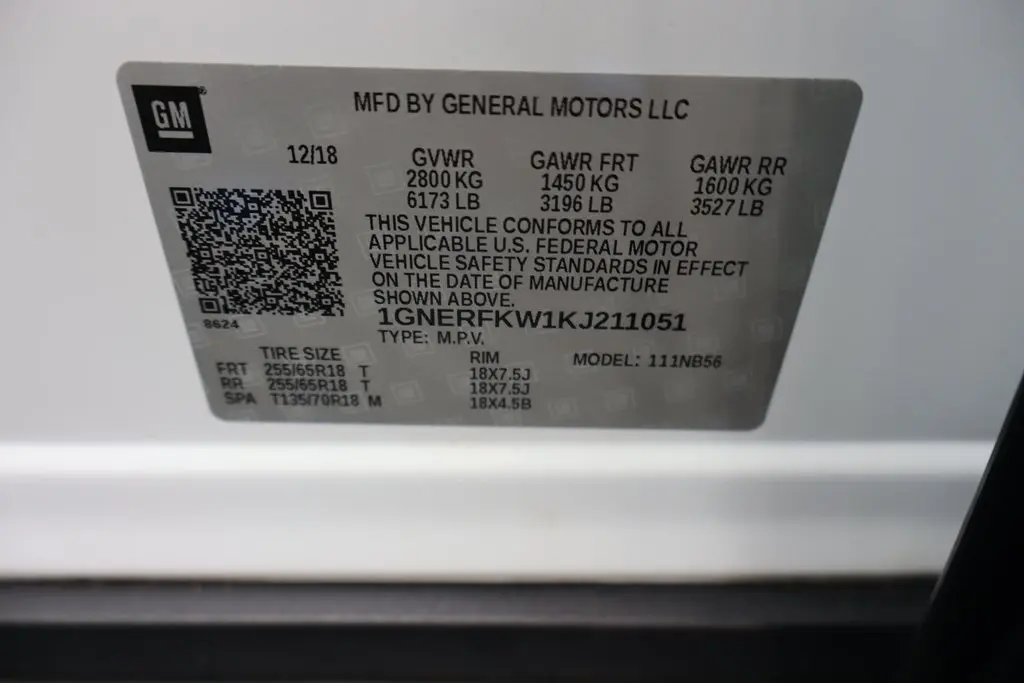 GM
MFD BY GENERAL MOTORS LLC
12/18
GVWR GAWR FRT GAWR RR
2800 KG 1450 KG 1600 KG
6173 LB 3196 LB 3527 LB
THIS VEHICLE CONFORMS TO ALL
APPLICABLE U.S. FEDERAL MOTOR
VEHICLE SAFETY STANDARDS IN EFFECT
ON THE DATE OF MANUFACTURE
SHOWN ABOVE.
8624
1GNERFKW1KJ211051
TYPE: M.P.V.
TIRE SIZE RIM MODEL: 111NB56
FRT 255/65R18 T 18X7.5J
RR 255/65R18 T 18X7.5J
SPA T135/70R18 M 18X4.5B